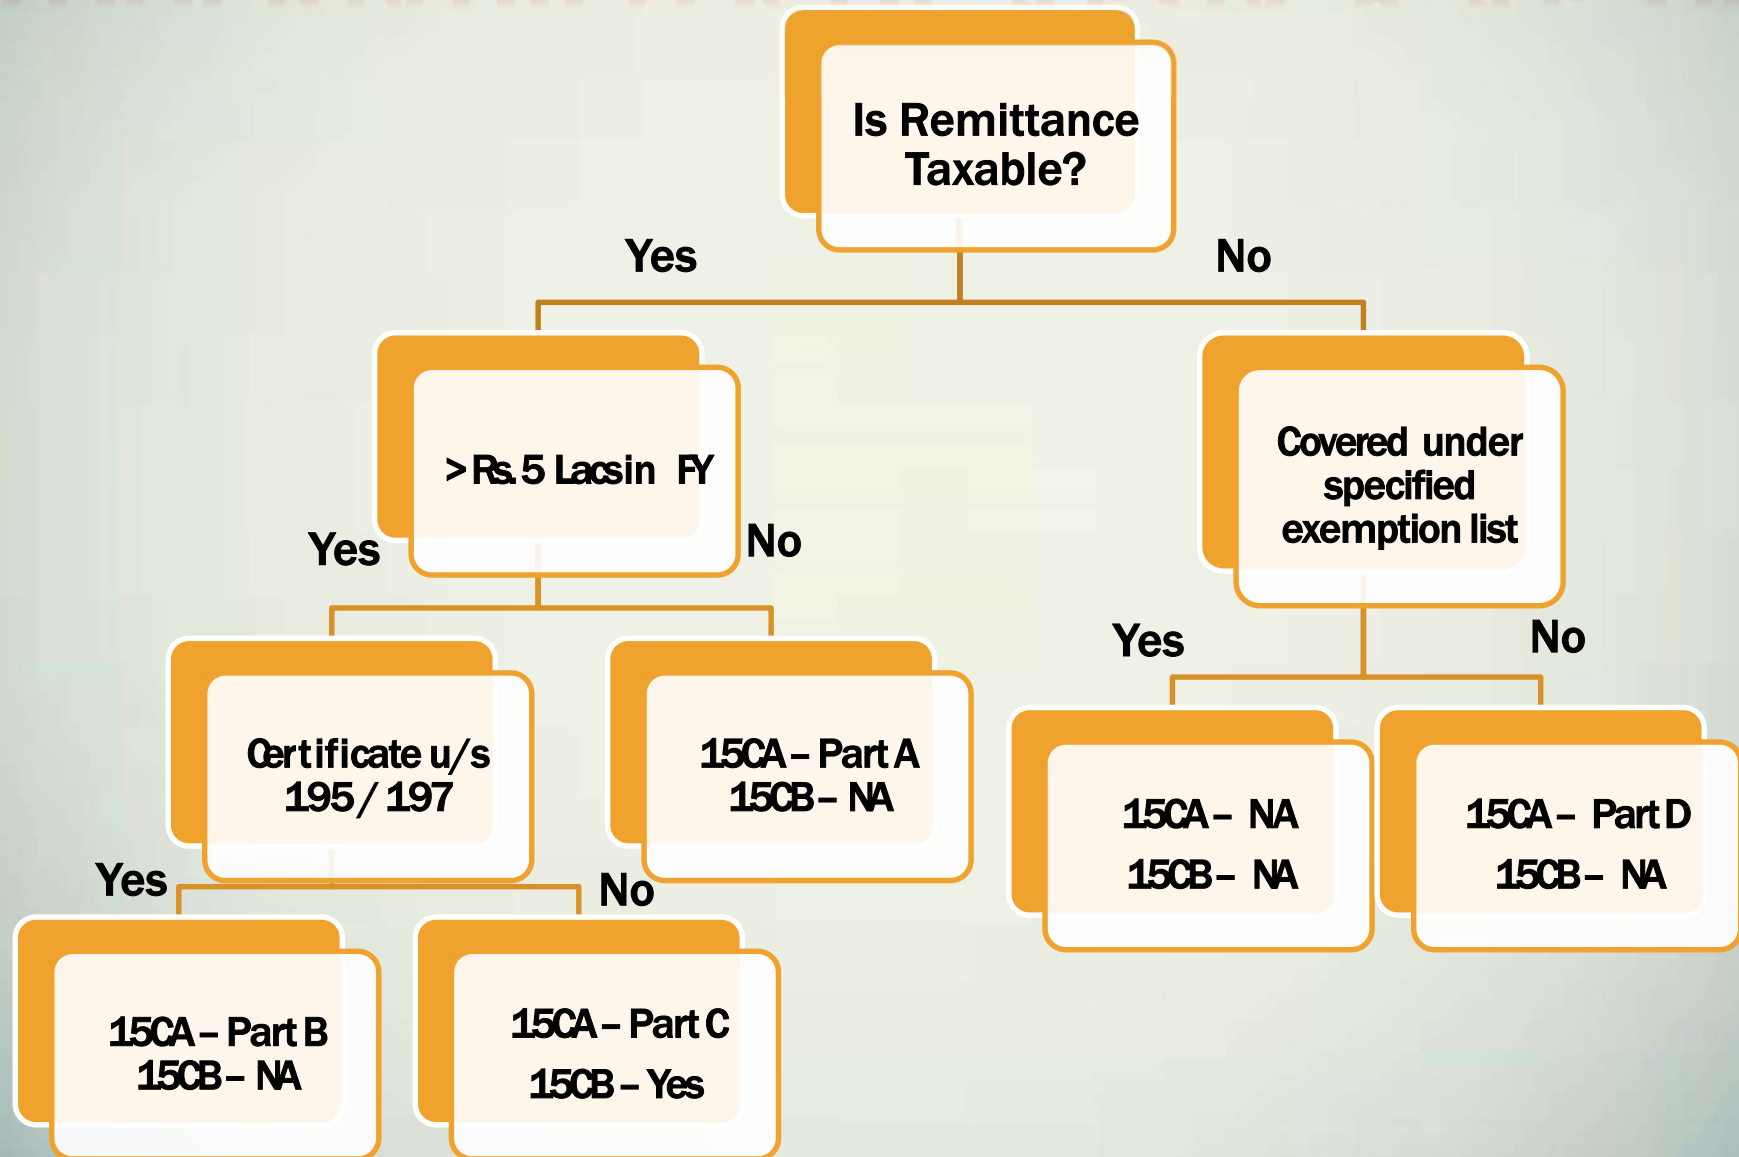 Is Remittance
Taxable?
Yes
No
> Rs. 5 Lacs in FY
Covered under
specified
exemption list
Yes
No
Yes
No
Certificate u/s
195 / 197
15CA – Part A
15CB – NA
15CA – NA
15CB – NA
15CA – Part D
15CB – NA
Yes
No
15CA – Part B
15CB – NA
15CA – Part C
15CB – Yes